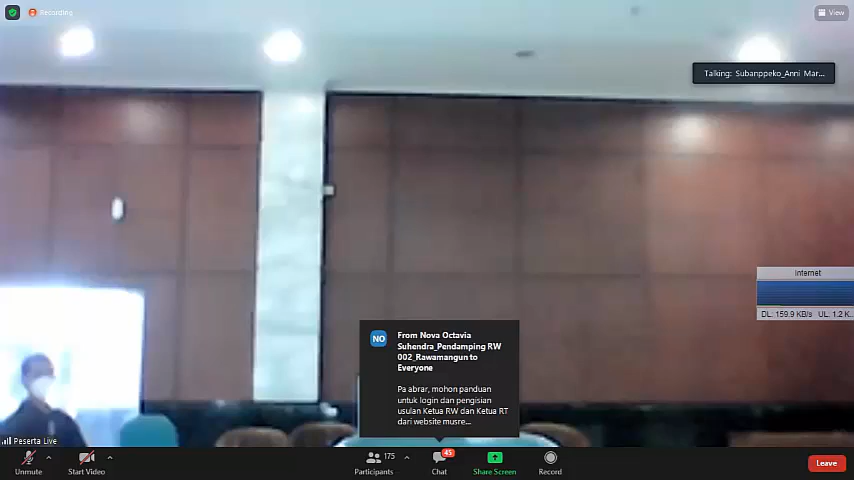 Recording
View
Talking: Subanppeko_Anni Mar...
Internet
DL: 159.9 KB/s UL: 1.2 K...
NO
From Nova Octavia
Suhendra_Pendamping RW
002_Rawamangun to
Everyone
Pa abrar, mohon panduan
untuk login dan pengisian
usulan Ketua RW dan Ketua RT
dari website musre...
Peserta Live
175
45
Unmute
Start Video
Participants
Chat
Share Screen
Record
Leave